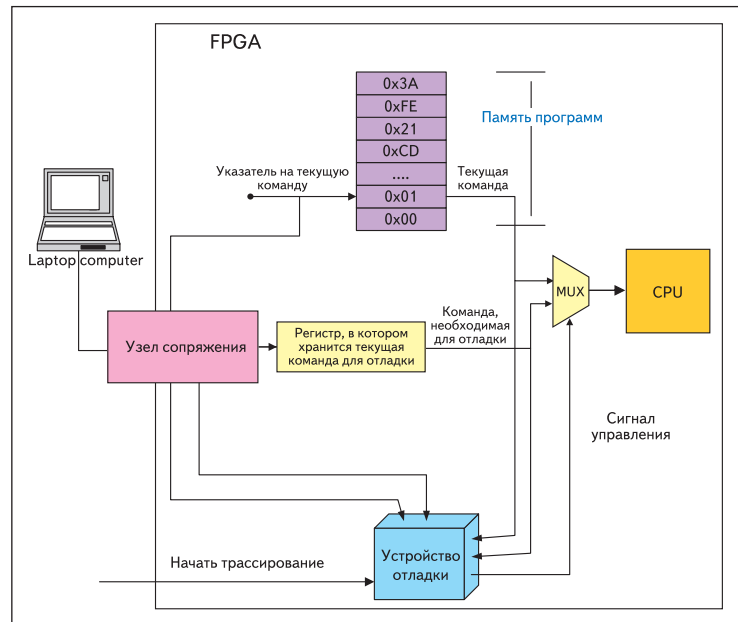 FPGA
0x3A
0xFE
0x21
0xCD
....
0x01
0x00
Память программ
Указатель на текущую
команду
Текущая
команда
Laptop computer
MUX
CPU
Узел сопряжения
Регистр, в котором
хранится текущая
команда для отладки
Команда,
необходимая
для отладки
Сигнал
управления
Начать трассирование
Устройство
отладки